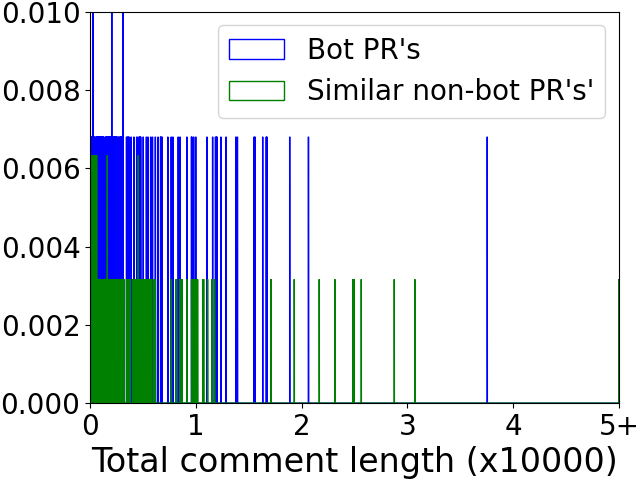 0.010
Bot PR's
0.008
Similar non-bot PR's'
0.006
0.004
0.002
0.000
0 1 2 3 4 5+
Total comment length (x10000)